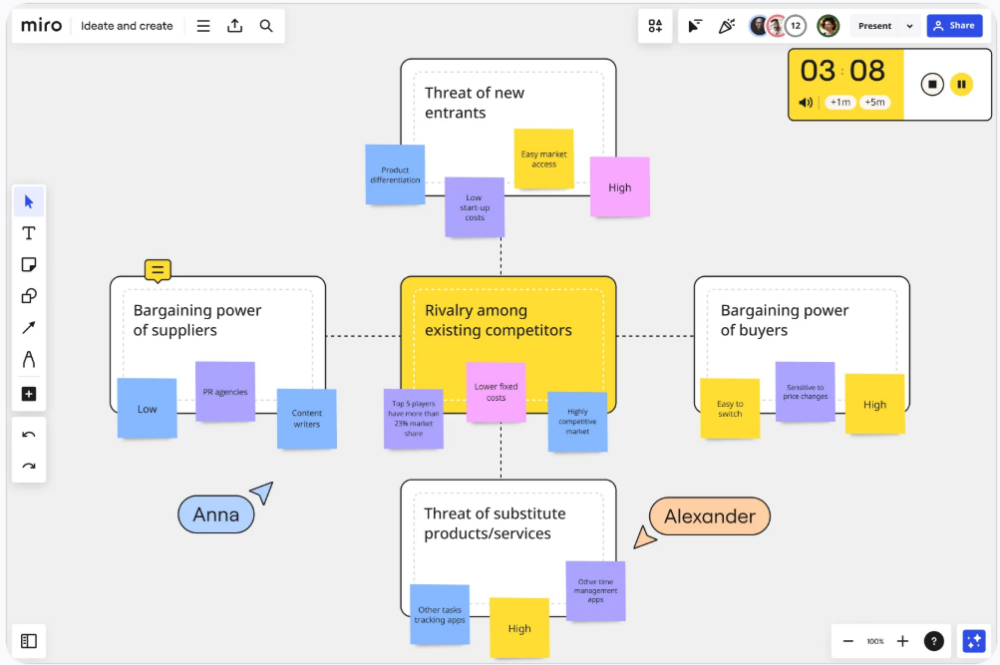 miro
Ideate and create
12
Present
Share
03 : 08
+1m
+5m
Threat of new
entrants
Product
differentiation
Low
start-up
costs
Easy market
access
High
Bargaining power
of suppliers
Low
PR agencies
Content
writers
Rivalry among
existing competitors
Top 5 players
have more than
23% market
share
Lower fixed
costs
Highly
competitive
market
Bargaining power
of buyers
Easy to
switch
Sensitive to
price changes
High
Anna
Alexander
Threat of substitute
products/services
Other tasks
tracking apps
High
Other time
management
apps
100%
?